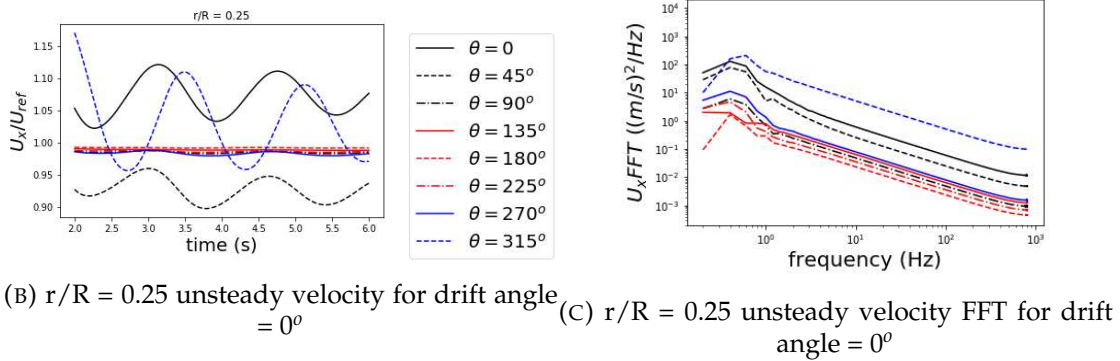 r/R = 0.25
1.15
1.10
1.05
1.00
0.95
0.90
U_x/U_ref
2.0 2.5 3.0 3.5 4.0 4.5 5.0 5.5 6.0
time (s)
θ = 0
θ = 45°
θ = 90°
θ = 135°
θ = 180°
θ = 225°
θ = 270°
θ = 315°
(B) r/R = 0.25 unsteady velocity for drift angle
= 0°
10⁴
10³
10²
10¹
10⁰
10⁻¹
10⁻²
10⁻³
U_xFFT ((m/s)²/Hz)
10⁰ 10¹ 10² 10³
frequency (Hz)
(C) r/R = 0.25 unsteady velocity FFT for drift
angle = 0°